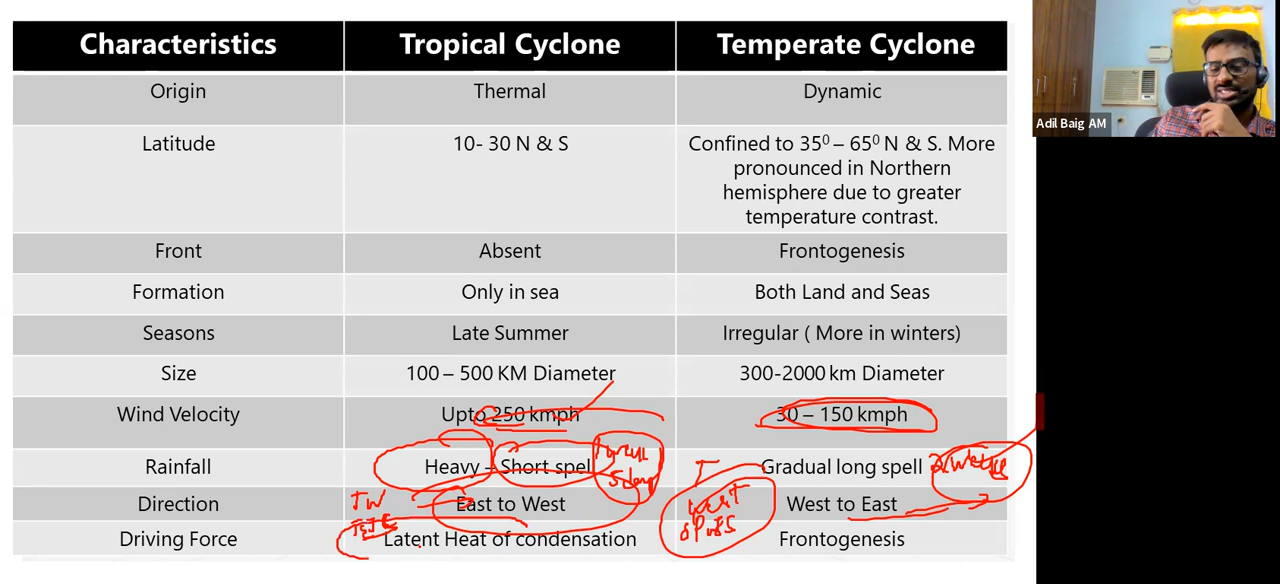 Characteristics Tropical Cyclone Temperate Cyclone
Origin Thermal Dynamic
Latitude 10- 30 N & S Confined to 35⁰ – 65⁰ N & S. More
pronounced in Northern
hemisphere due to greater
temperature contrast.
Front Absent Frontogenesis
Formation Only in sea Both Land and Seas
Seasons Late Summer Irregular ( More in winters)
Size 100 – 500 KM Diameter 300-2000 km Diameter
Wind Velocity Upto 250 kmph 30 – 150 kmph
Rainfall Heavy – Short spel Gradual long spell
Direction East to West West to East
Driving Force Latent Heat of condensation Frontogenesis
Adil Baig AM